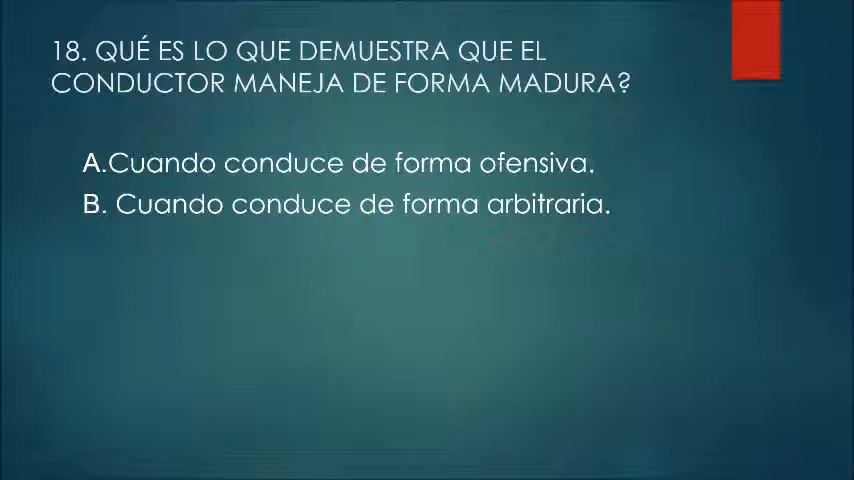 18. QUÉ ES LO QUE DEMUESTRA QUE EL
CONDUCTOR MANEJA DE FORMA MADURA?
A.Cuando conduce de forma ofensiva.
B. Cuando conduce de forma arbitraria.